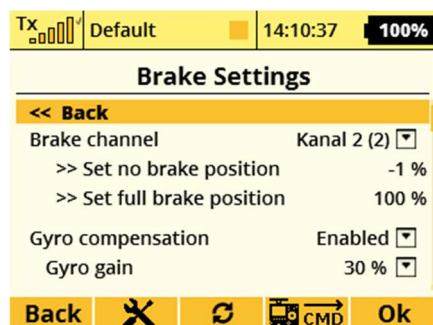 Tx Default 14:10:37 100%
Brake Settings
<< Back
Brake channel Kanal 2 (2)
>> Set no brake position -1 %
>> Set full brake position 100 %
Gyro compensation Enabled
Gyro gain 30 %
Back CMD Ok